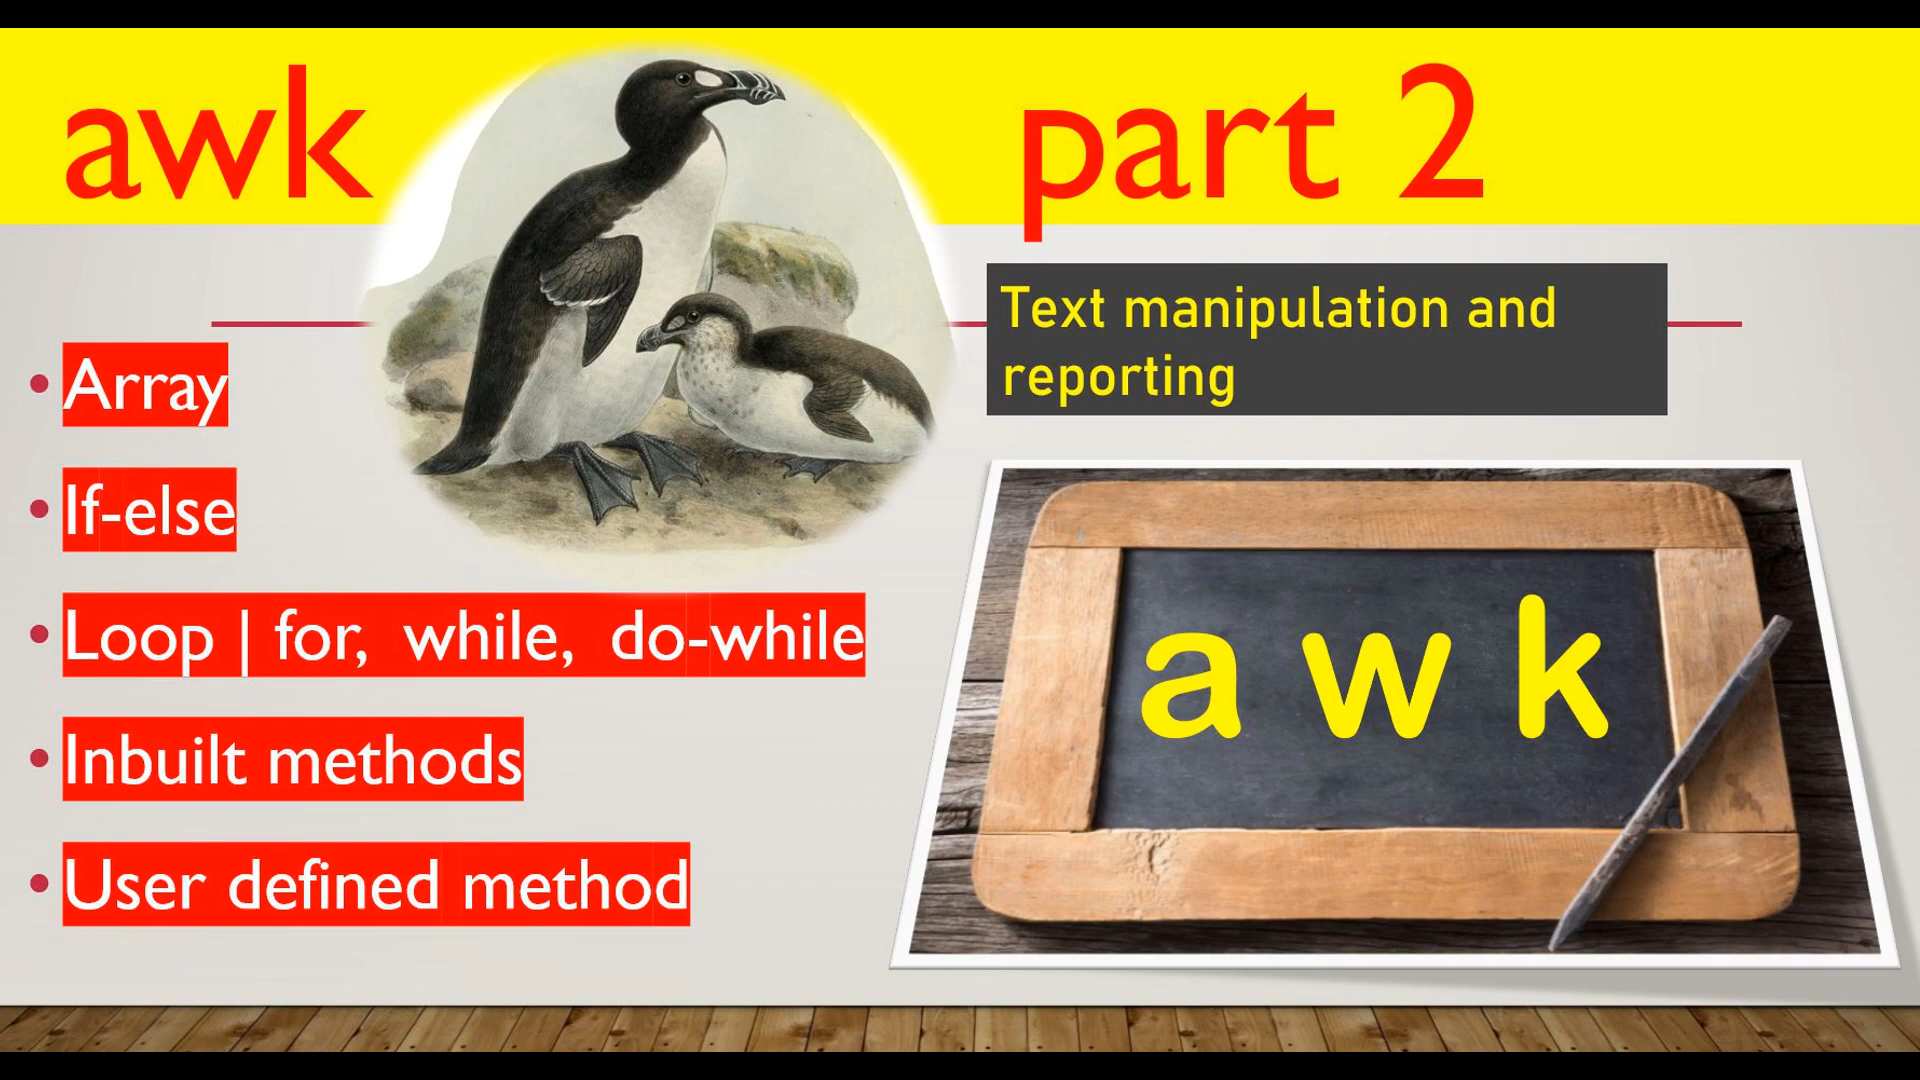 awk part 2
Text manipulation and
reporting
• Array
• If-else
• Loop | for, while, do-while
• Inbuilt methods
• User defined method
a w k